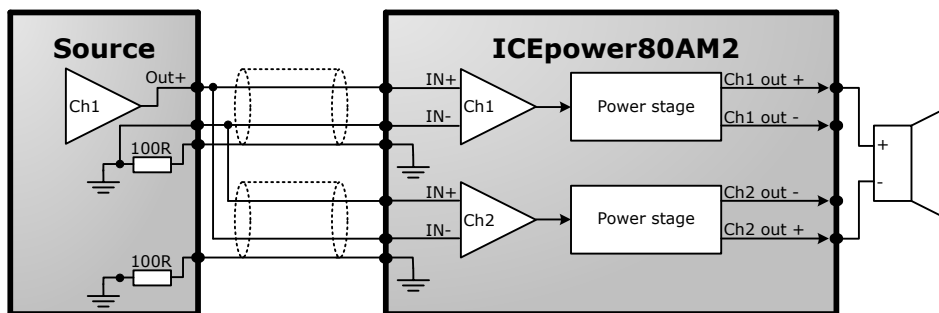 Source
ICEpower80AM2
Out+
Ch1
100R
100R
IN+
IN-
Ch1
Power stage
Ch1 out +
Ch1 out -
IN+
IN-
Ch2
Power stage
Ch2 out -
Ch2 out +
+
-